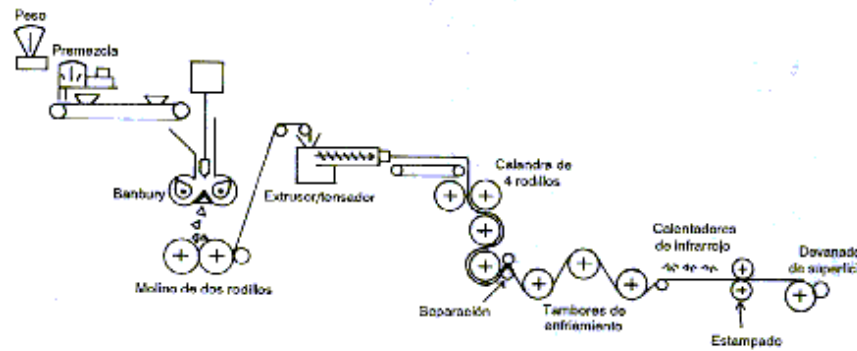 Peso
Premezcla
Banbury
Molino de dos rodillos
Extrusor/tensador
Calandra de
4 rodillos
Separación
Tambores de
enfriamiento
Calentadores
de infrarrojo
Estampado
Devanado
de superfici